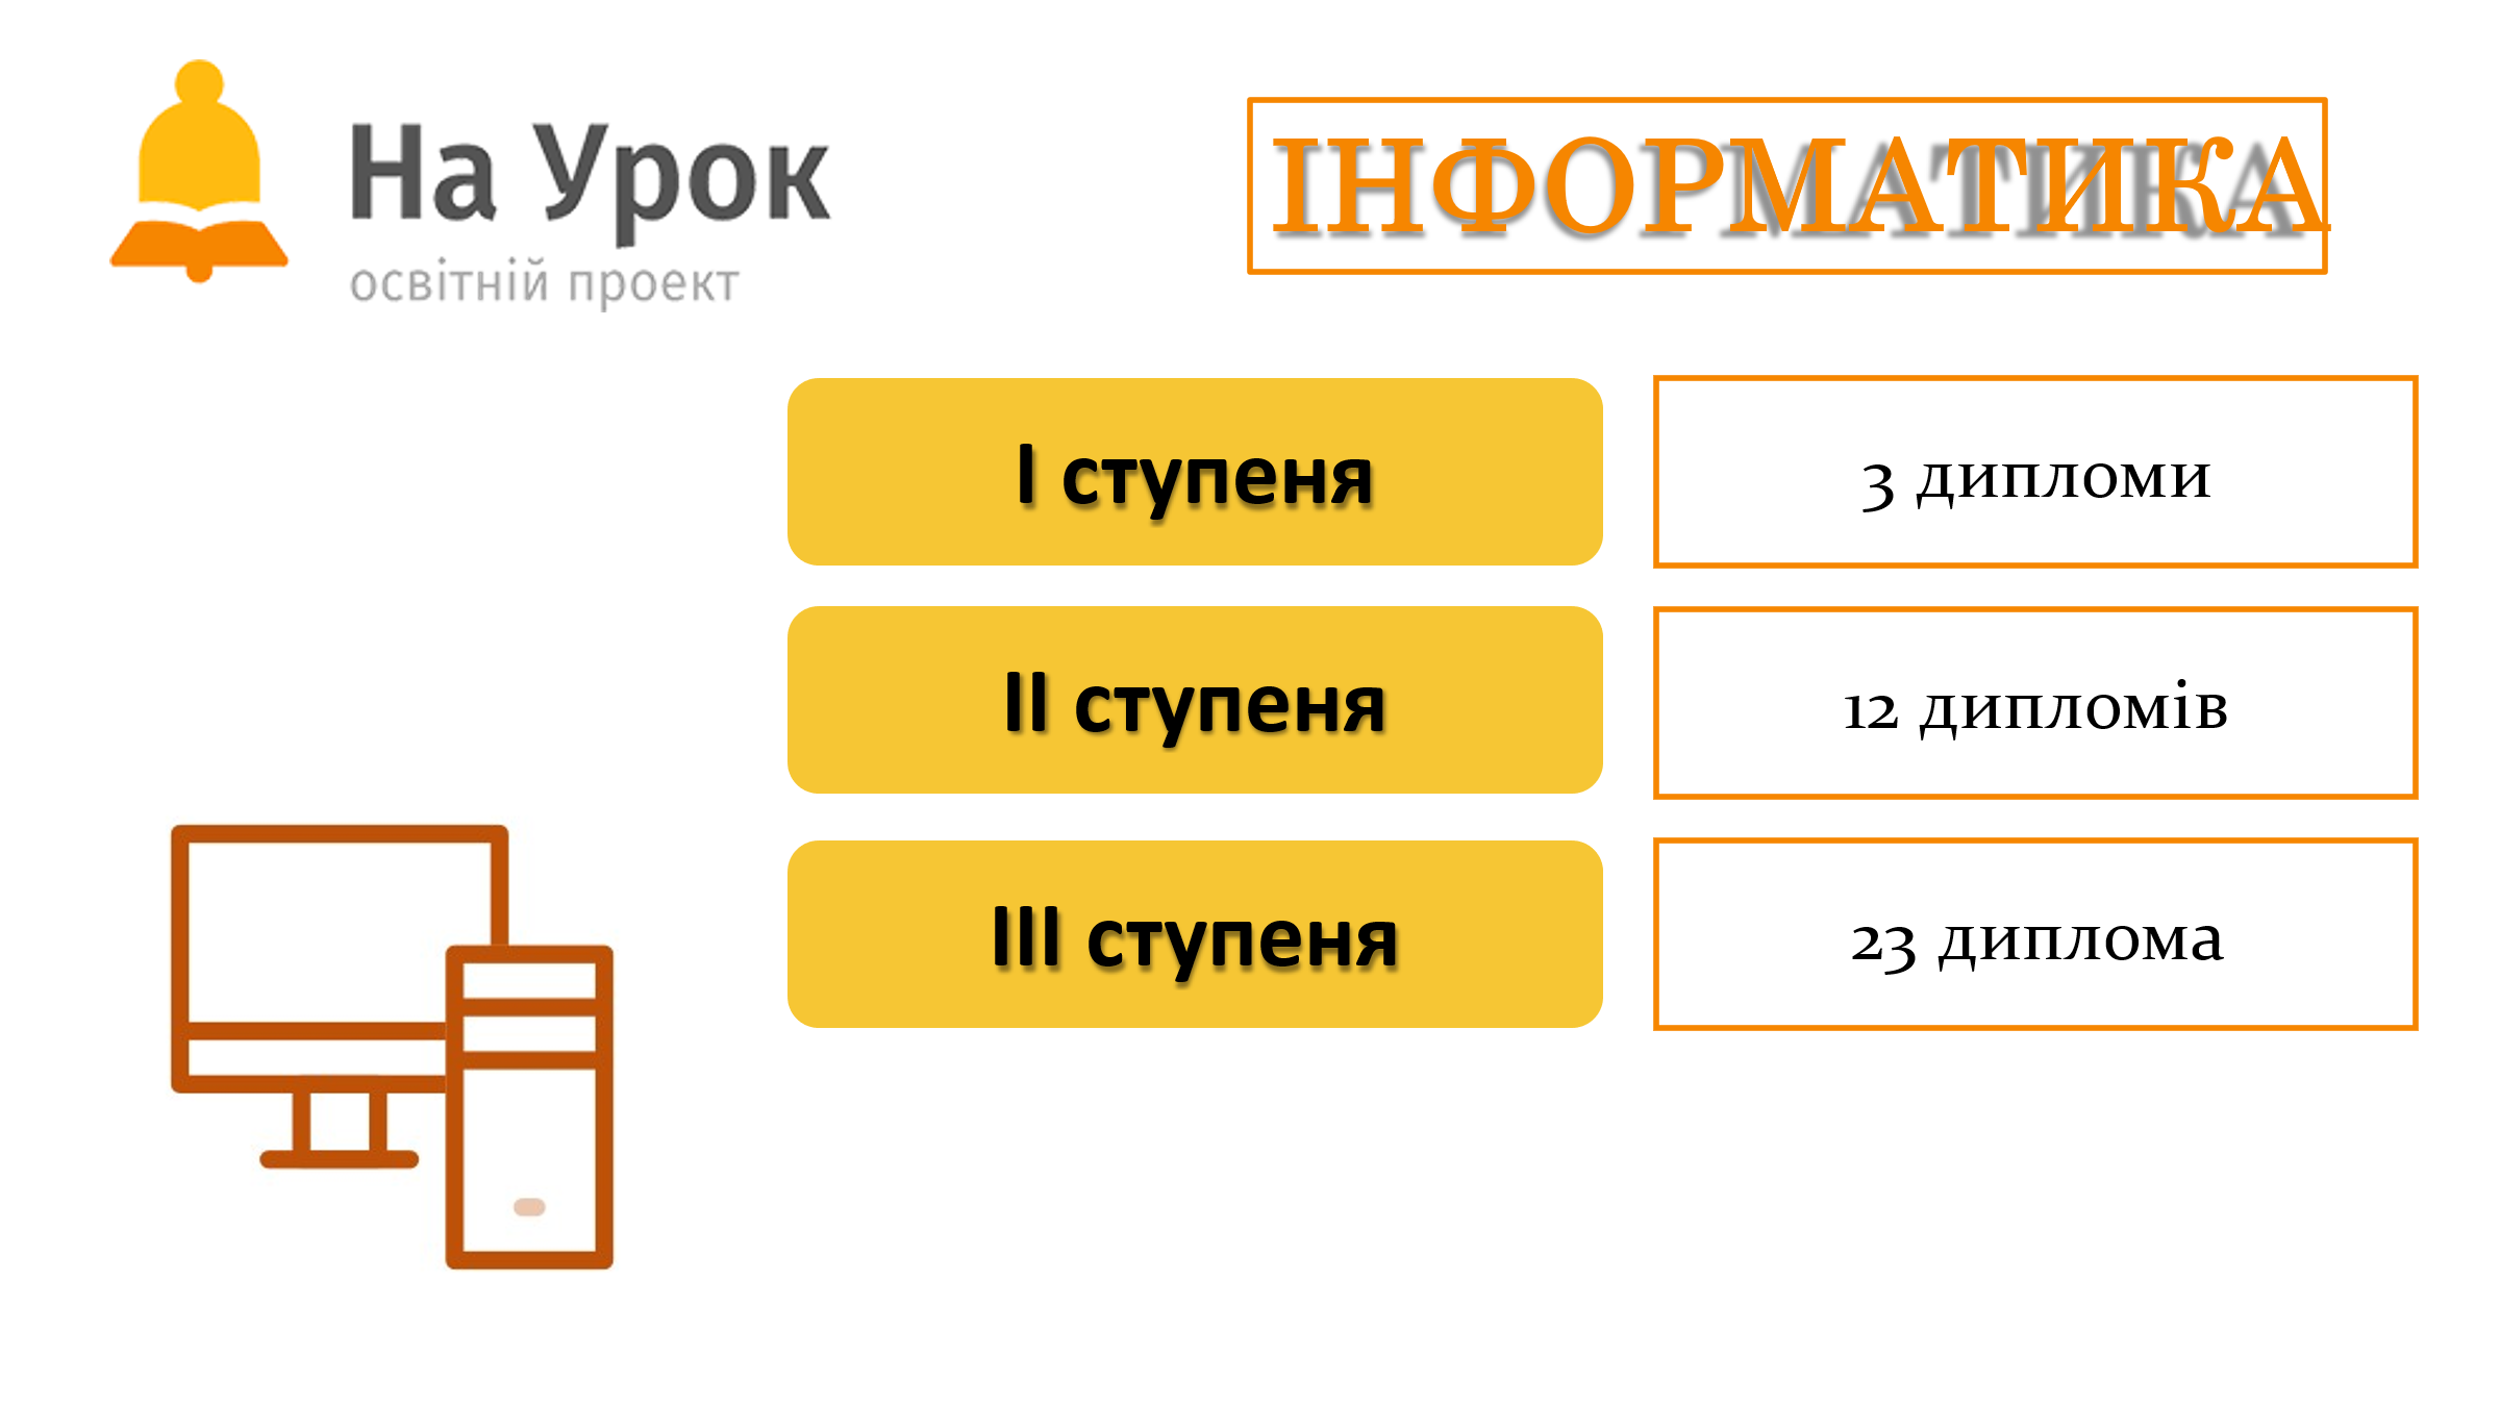 На Урок
освітній проект
ІНФОРМАТИКА
І ступеня
3 дипломи
ІІ ступеня
12 дипломів
ІІІ ступеня
23 диплома